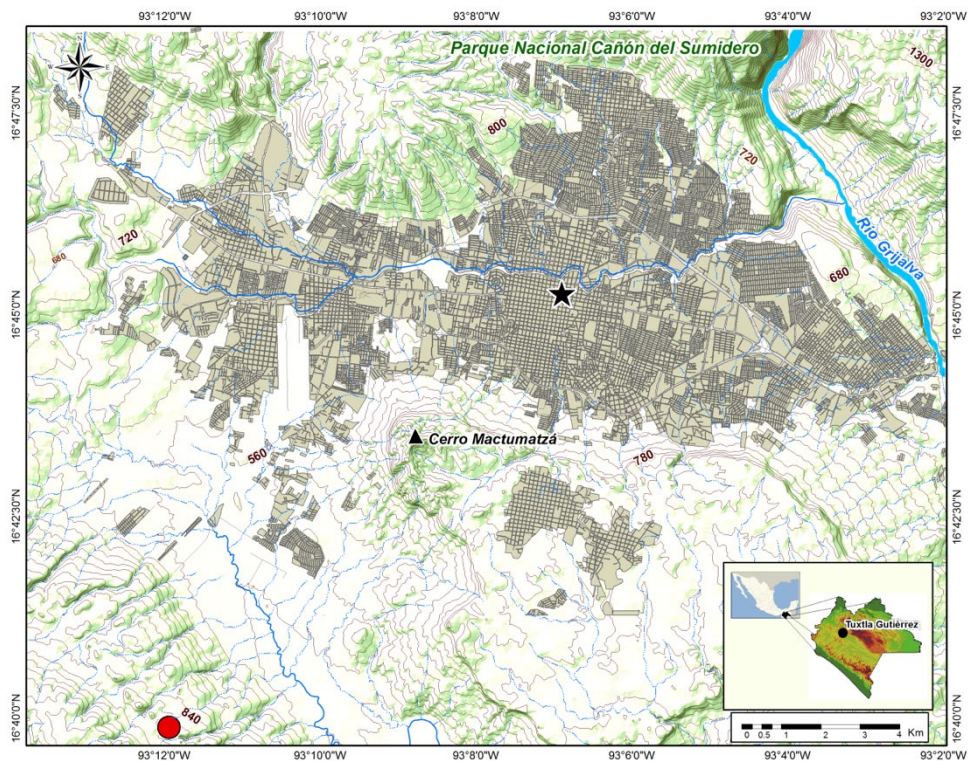 93°12'0"W 93°10'0"W 93°8'0"W 93°6'0"W 93°4'0"W 93°2'0"W
N
W E
Parque Nacional Cañón del Sumidero
1300
16°47'30"N
16°47'30"N
800
720
720
680
Río Grijalva
680
16°45'0"N
16°45'0"N
Cerro Mactumatzá
560
780
16°42'30"N
16°42'30"N
Tuxtla Gutiérrez
840
16°40'0"N
16°40'0"N
0 0.5 1 2 3 4
Km
93°12'0"W 93°10'0"W 93°8'0"W 93°6'0"W 93°4'0"W 93°2'0"W